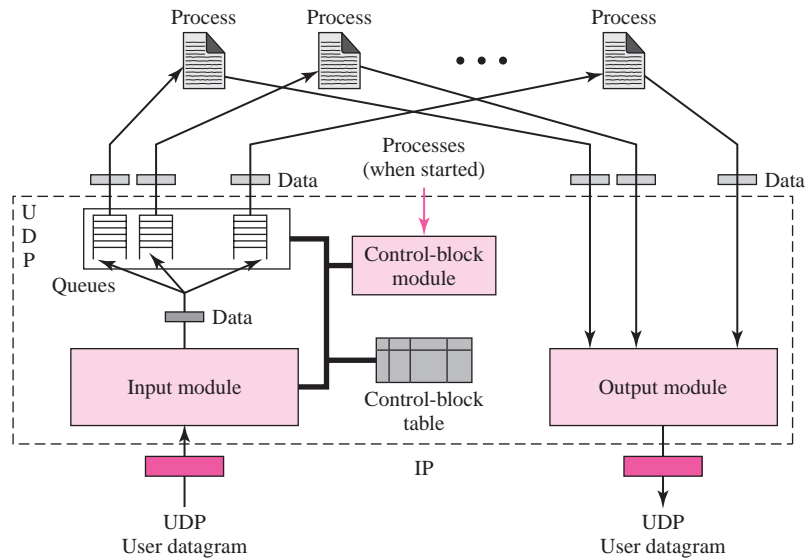 Process
Process
Process
Processes
(when started)
Data
Data
U
D
P
Control-block
module
Queues
Data
Input module
Control-block
table
Output module
IP
UDP
User datagram
UDP
User datagram